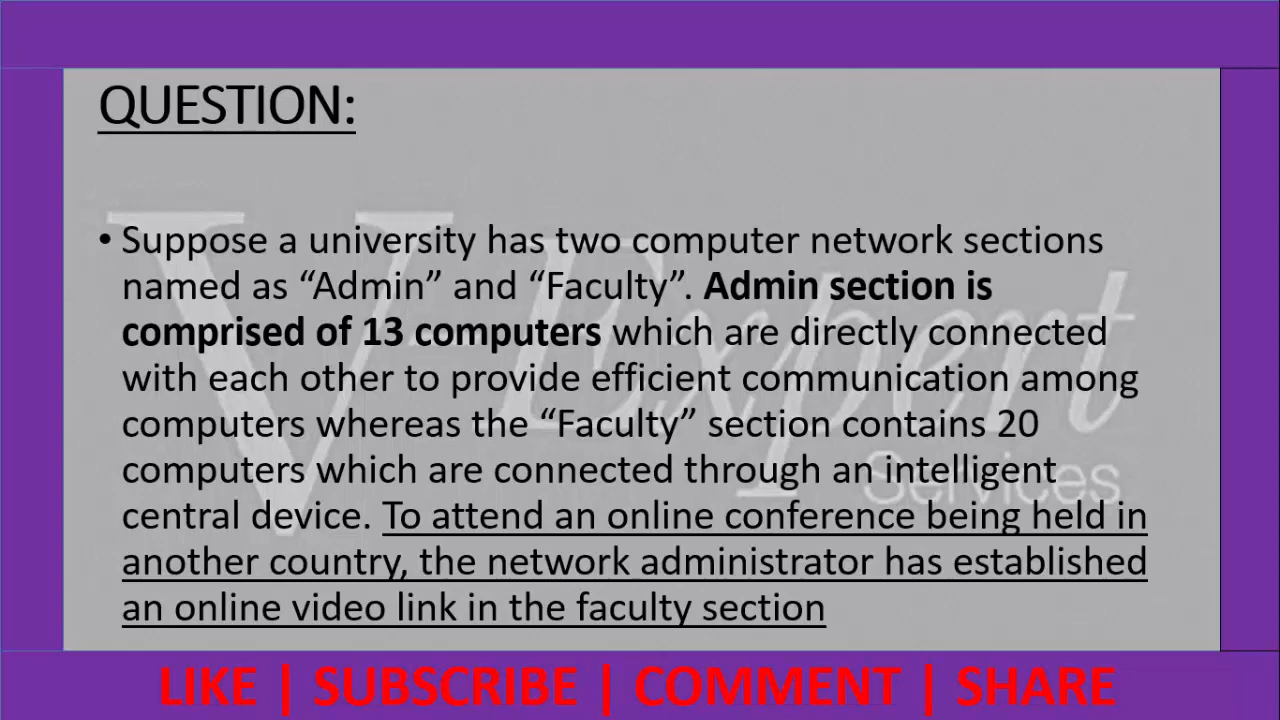 QUESTION:
• Suppose a university has two computer network sections
named as “Admin” and “Faculty”. Admin section is
comprised of 13 computers which are directly connected
with each other to provide efficient communication among
computers whereas the “Faculty” section contains 20
computers which are connected through an intelligent
central device. To attend an online conference being held in
another country, the network administrator has established
an online video link in the faculty section
V Expert
Services
LIKE | SUBSCRIBE | COMMENT | SHARE